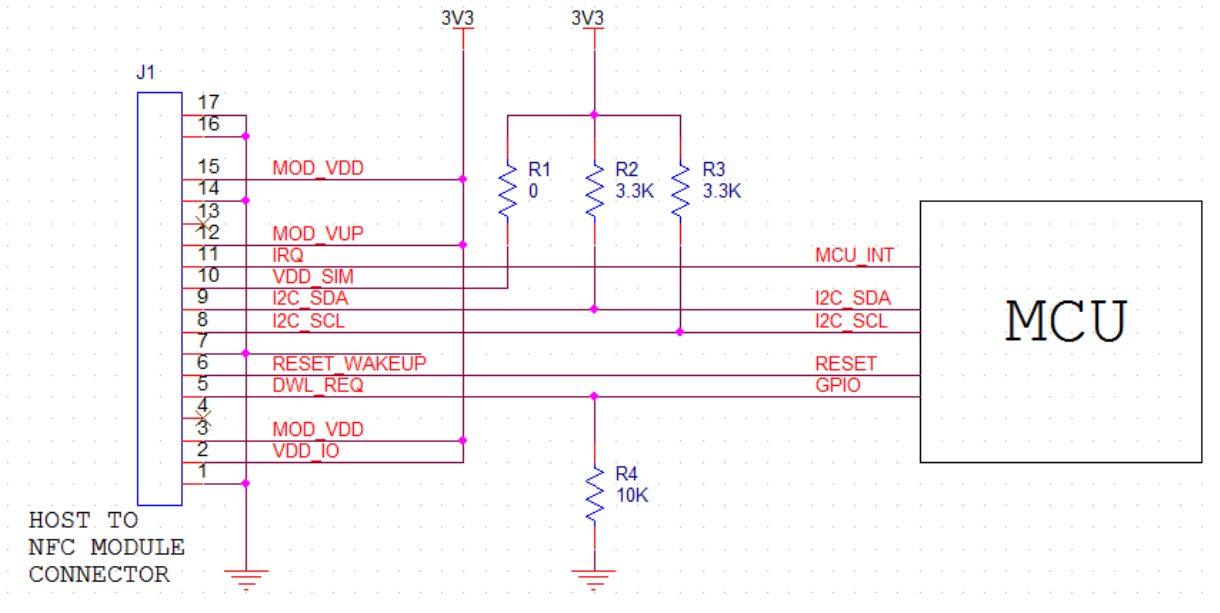 3V3 3V3
J1
17
16
15 MOD_VDD
14
13
12 MOD_VUP
11 IRQ MCU_INT
10 VDD_SIM
9 I2C_SDA I2C_SDA
8 I2C_SCL I2C_SCL
7
6 RESET_WAKEUP RESET
5 DWL_REQ GPIO
4
3 MOD_VDD
2 VDD_IO
1
R1
0
R2
3.3K
R3
3.3K
MCU
R4
10K
HOST TO
NFC MODULE
CONNECTOR